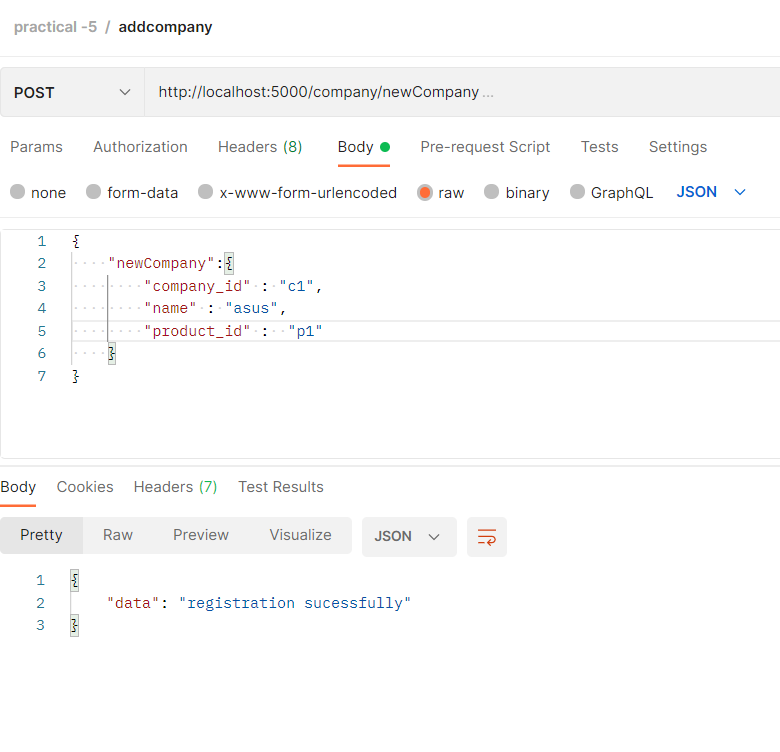 practical -5 / addcompany
POST http://localhost:5000/company/newCompany ...
Params Authorization Headers (8) Body Pre-request Script Tests Settings
none form-data x-www-form-urlencoded raw binary GraphQL JSON
1 {
2 "newCompany":{
3 "company_id" : "c1",
4 "name" : "asus",
5 "product_id" : "p1"
6 }
7 }
Body Cookies Headers (7) Test Results
Pretty Raw Preview Visualize JSON
1 {
2 "data": "registration sucessfully"
3 }